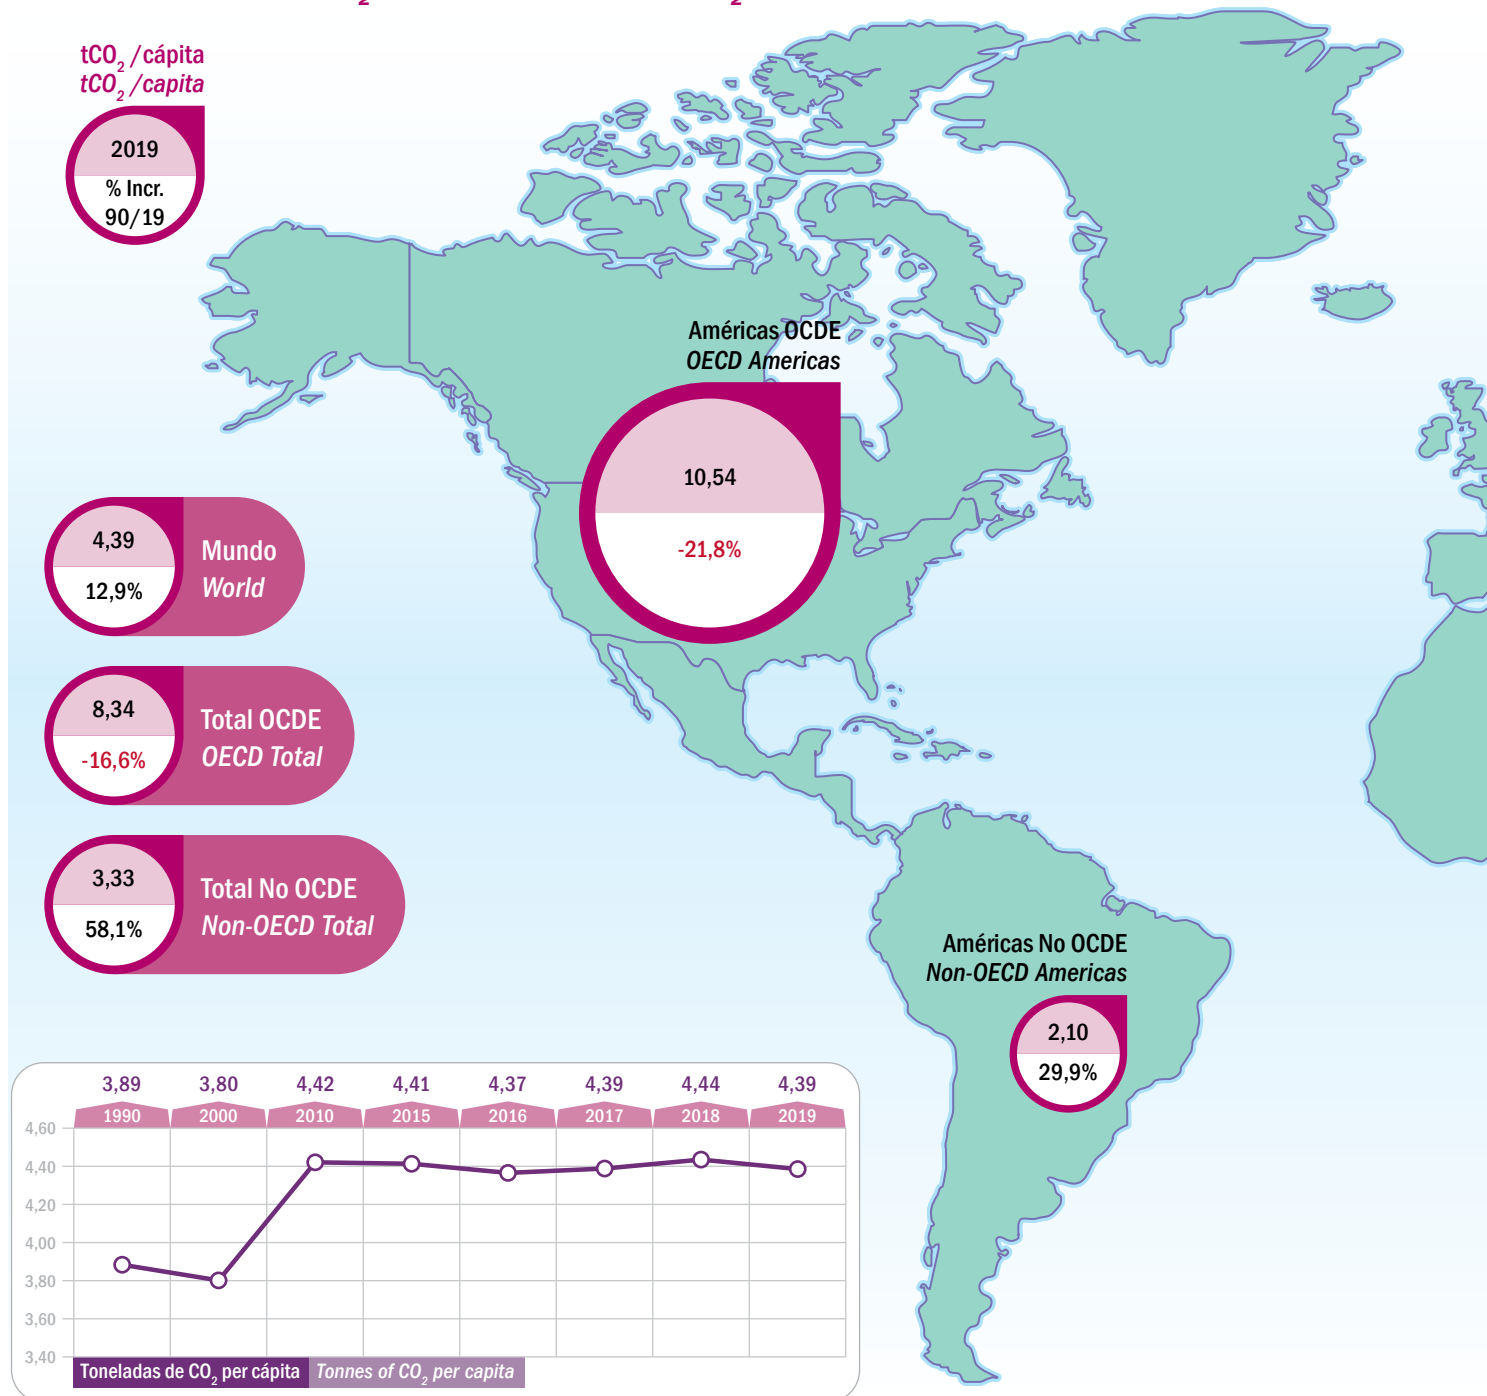 tCO2 /cápita
tCO2 /capita
2019
% Incr.
90/19
Américas OCDE
OECD Americas
10,54
-21,8%
4,39
12,9%
Mundo
World
8,34
-16,6%
Total OCDE
OECD Total
3,33
58,1%
Total No OCDE
Non-OECD Total
Américas No OCDE
Non-OECD Americas
2,10
29,9%
3,89 3,80 4,42 4,41 4,37 4,39 4,44 4,39
1990 2000 2010 2015 2016 2017 2018 2019
4,60
4,40
4,20
4,00
3,80
3,60
3,40
Toneladas de CO2 per cápita Tonnes of CO2 per capita